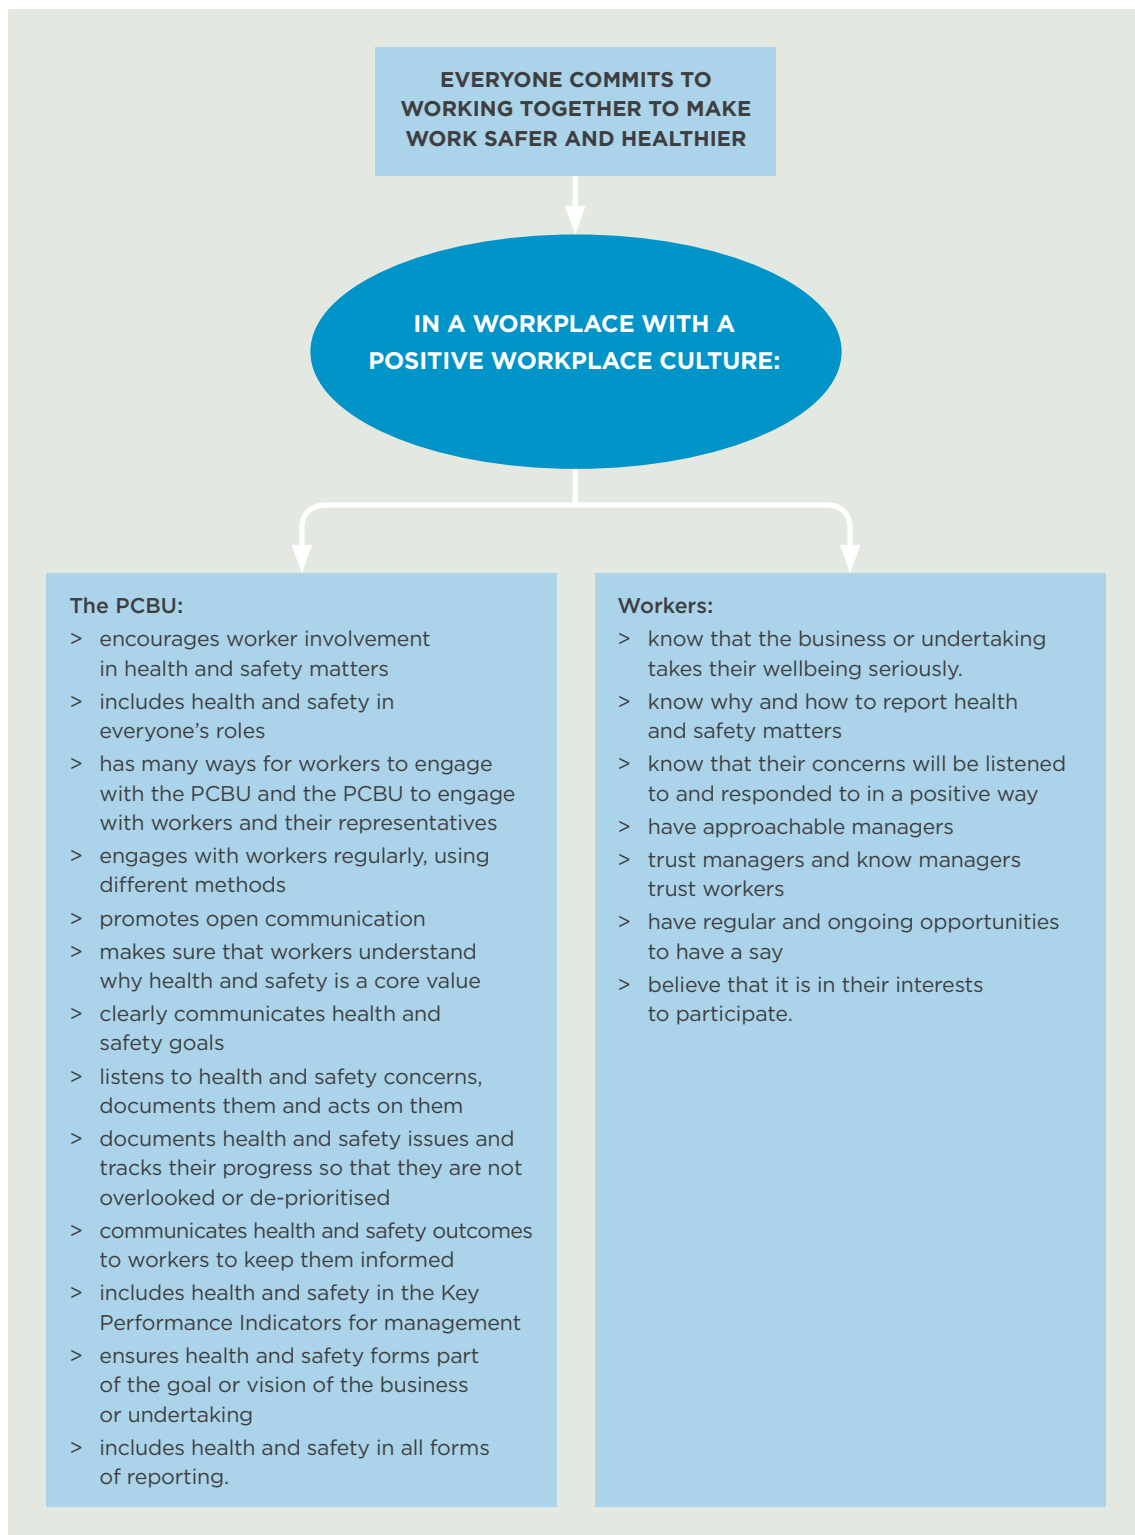 EVERYONE COMMITS TO
WORKING TOGETHER TO MAKE
WORK SAFER AND HEALTHIER
IN A WORKPLACE WITH A
POSITIVE WORKPLACE CULTURE:
The PCBU:
> encourages worker involvement
in health and safety matters
> includes health and safety in
everyone’s roles
> has many ways for workers to engage
with the PCBU and the PCBU to engage
with workers and their representatives
> engages with workers regularly, using
different methods
> promotes open communication
> makes sure that workers understand
why health and safety is a core value
> clearly communicates health and
safety goals
> listens to health and safety concerns,
documents them and acts on them
> documents health and safety issues and
tracks their progress so that they are not
overlooked or de-prioritised
> communicates health and safety outcomes
to workers to keep them informed
> includes health and safety in the Key
Performance Indicators for management
> ensures health and safety forms part
of the goal or vision of the business
or undertaking
> includes health and safety in all forms
of reporting.
Workers:
> know that the business or undertaking
takes their wellbeing seriously.
> know why and how to report health
and safety matters
> know that their concerns will be listened
to and responded to in a positive way
> have approachable managers
> trust managers and know managers
trust workers
> have regular and ongoing opportunities
to have a say
> believe that it is in their interests
to participate.